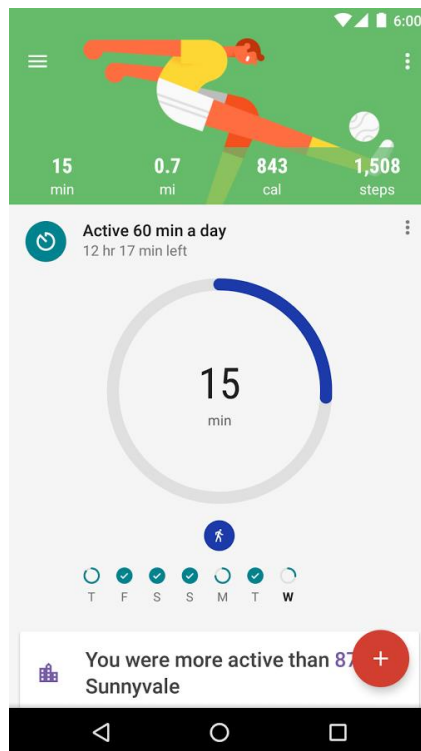 6:00
15 0.7 843 1,508
min mi cal steps
Active 60 min a day
12 hr 17 min left
15
min
T F S S M T W
You were more active than
Sunnyvale